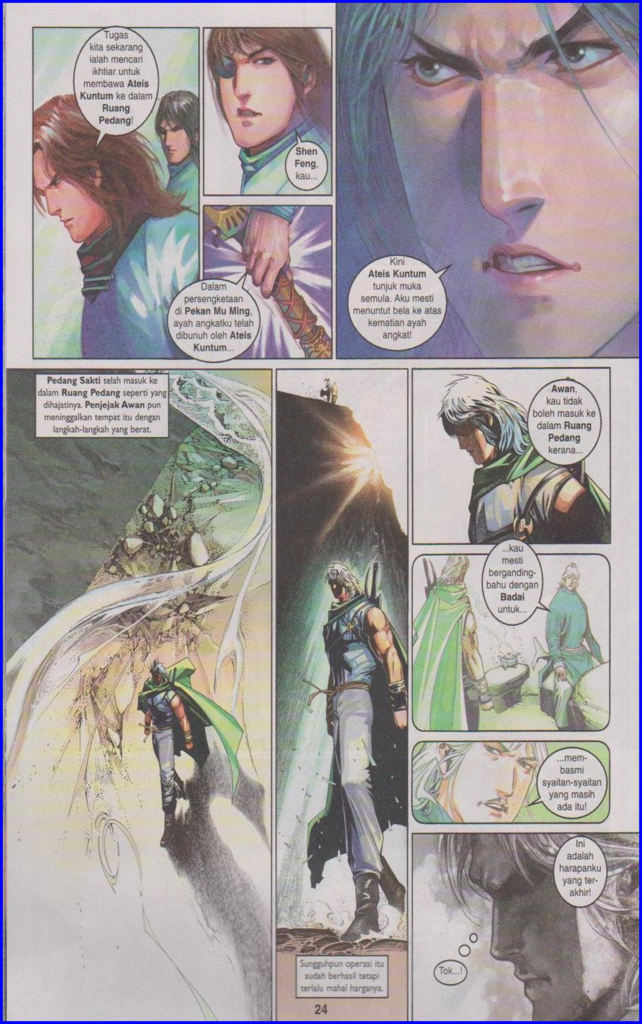 Tugas
kita sekarang
ialah mencari
ikhtiar untuk
membawa Ateis
Kuntum ke dalam
Ruang
Pedang!
Shen
Feng,
kau...
Dalam
persengketaan
di Pekan Mu Ming,
ayah angkatku telah
dibunuh oleh Ateis
Kuntum...
Kini
Ateis Kuntum
tunjuk muka
semula. Aku mesti
menuntut bela ke atas
kematian ayah
angkat!
Pedang Sakti telah masuk ke
dalam Ruang Pedang seperti yang
dihajatinya. Penjejak Awan pun
meninggalkan tempat itu dengan
langkah-langkah yang berat.
Sungguhpun operasi itu
sudah berhasil tetapi
terlalu mahal harganya.
Awan,
kau tidak
boleh masuk ke
dalam Ruang
Pedang
kerana...
...kau
mesti
berganding-
bahu dengan
Badai
untuk...
...mem-
basmi
syaitan-syaitan
yang masih
ada itu!
Ini
adalah
harapanku
yang ter-
akhir!
Tok...!
24